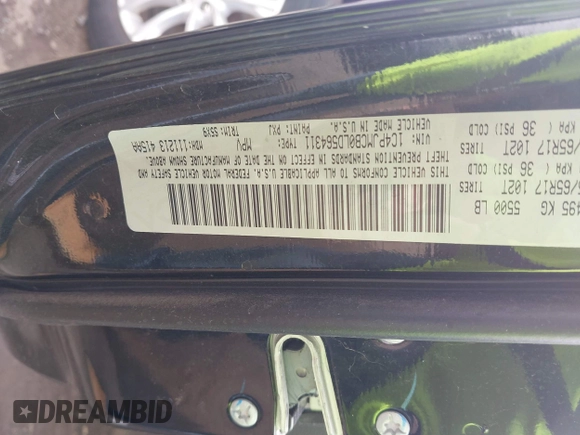 495 KG 5500 LB
/65R17 102T TIRES
KPA ( 36 PSI) COLD
/65R17 102T TIRES
KPA ( 36 PSI) COLD
THIS VEHICLE CONFORMS TO ALL APPLICABLE U.S.A. FEDERAL MOTOR VEHICLE SAFETY AND
THEFT PREVENTION STANDARDS IN EFFECT ON THE DATE OF MANUFACTURE SHOWN ABOVE.
VIN: 1C4PJMCB0LD564311 TYPE: MPV MDH:111213 415AA
VEHICLE MADE IN U.S.A. PAINT: PXJ TRIM: S5X9
DREAMBID